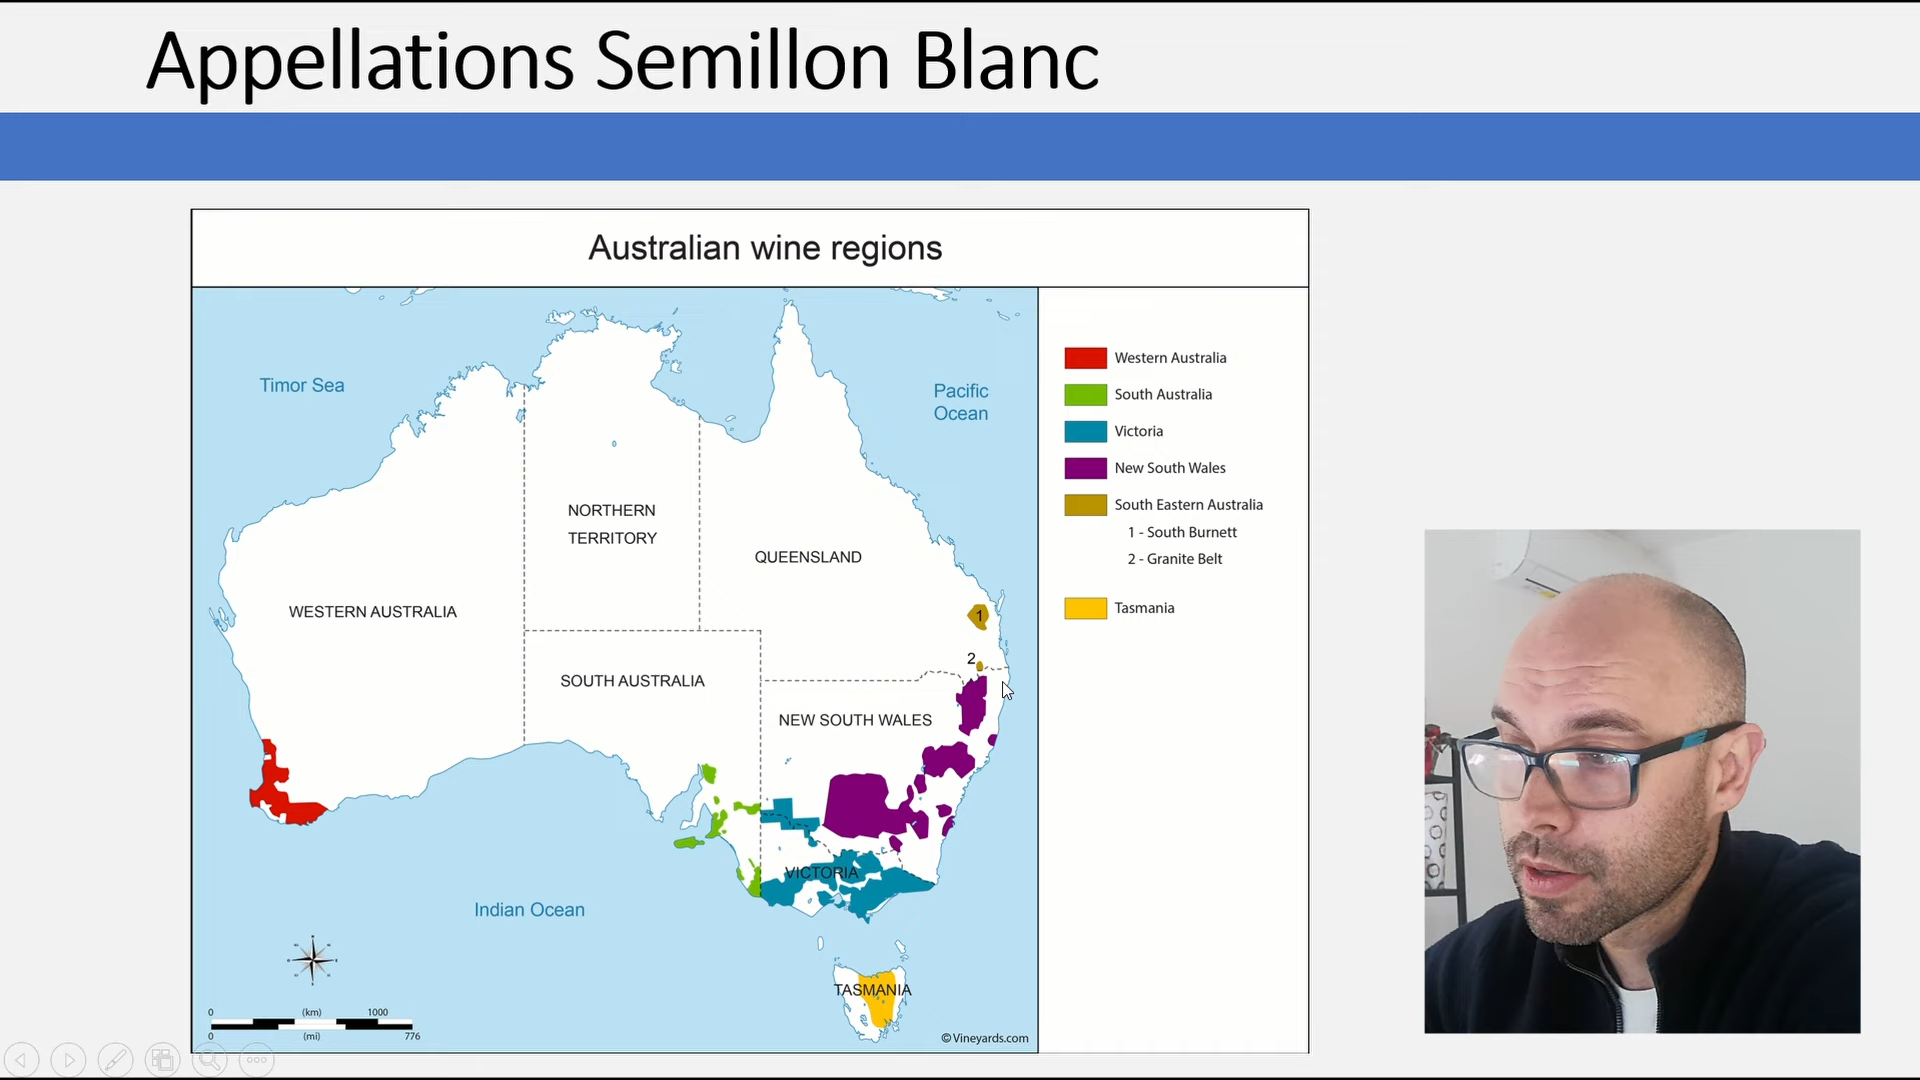 Appellations Semillon Blanc
Australian wine regions
Timor Sea
Pacific
Ocean
NORTHERN
TERRITORY
QUEENSLAND
WESTERN AUSTRALIA
SOUTH AUSTRALIA
NEW SOUTH WALES
VICTORIA
TASMANIA
Indian Ocean
1
2
0 (km) 1000
0 (mi) 776
©Vineyards.com
Western Australia
South Australia
Victoria
New South Wales
South Eastern Australia
1 - South Burnett
2 - Granite Belt
Tasmania